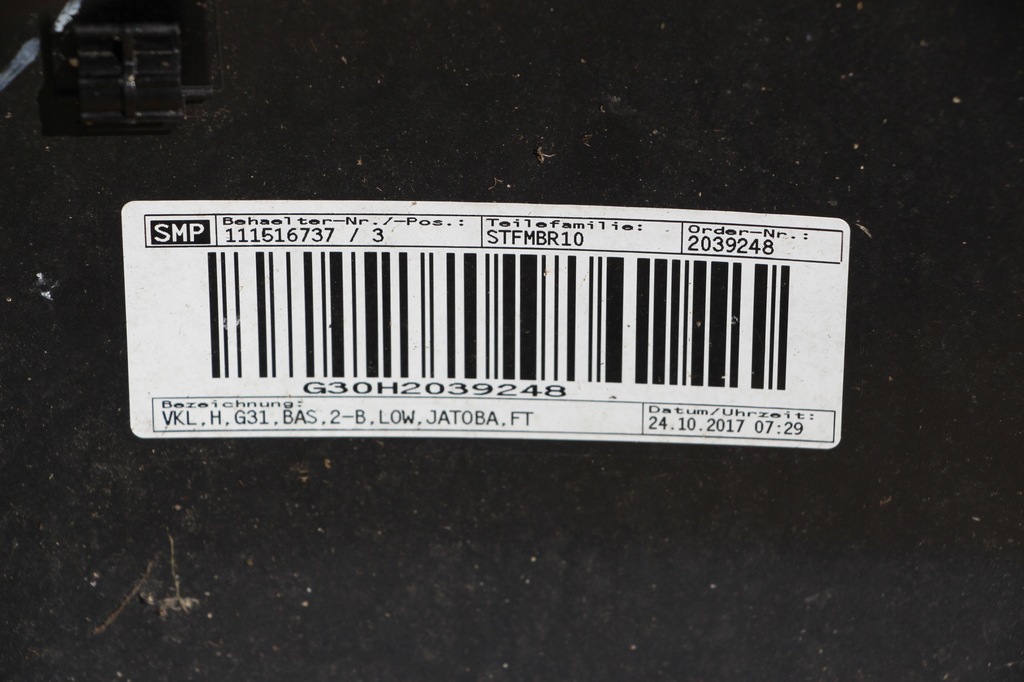 SMP Behaelter-Nr./-Pos.: Teilefamilie: Order-Nr.:
111516737 / 3 STFMBR10 2039248
G30H2039248
Bezeichnung: Datum/Uhrzeit:
VKL,H,G31,BAS,2-B,LOW,JATOBA,FT 24.10.2017 07:29